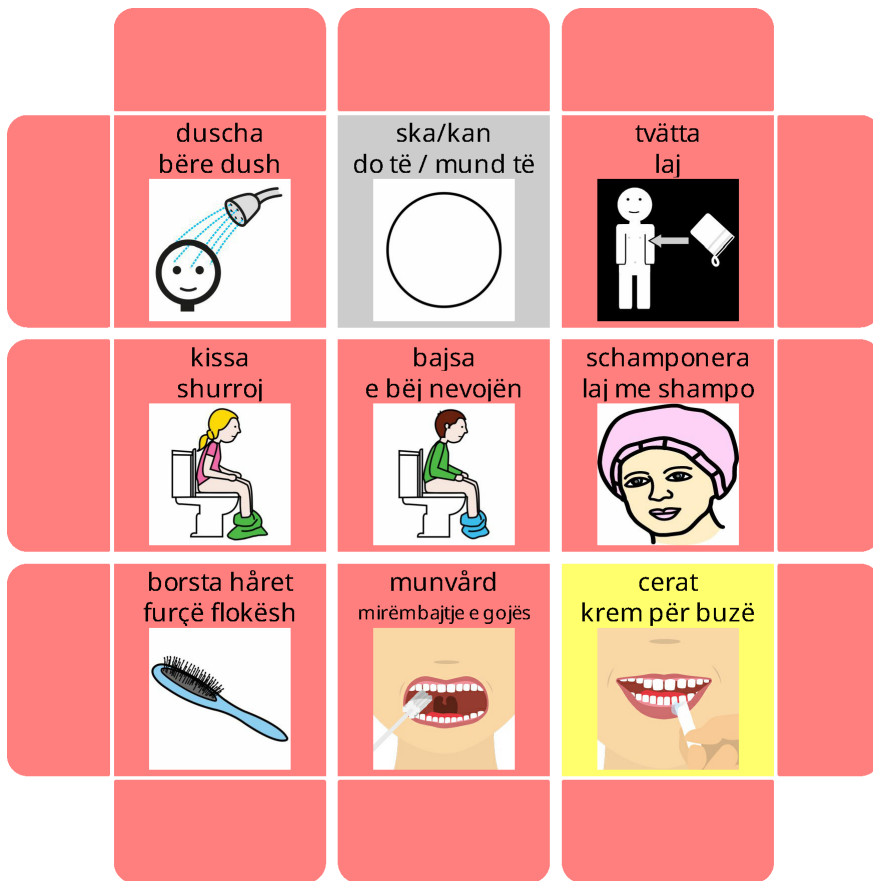 duscha
bëre dush
ska/kan
do të / mund të
tvätta
laj
kissa
shurroj
bajsa
e bëj nevojën
schamponera
laj me shampo
borsta håret
furçë flokësh
munvård
mirëmbajtje e gojës
cerat
krem për buzë